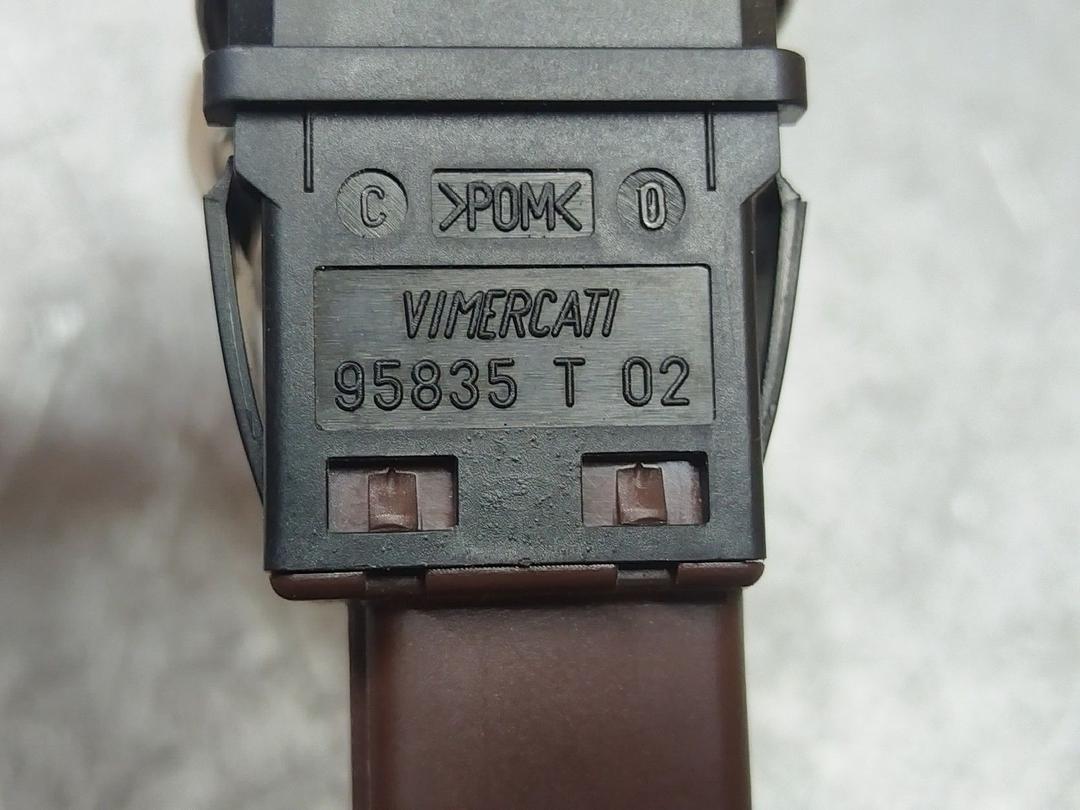 C >POM< 0
VIMERCATI
95835 T 02